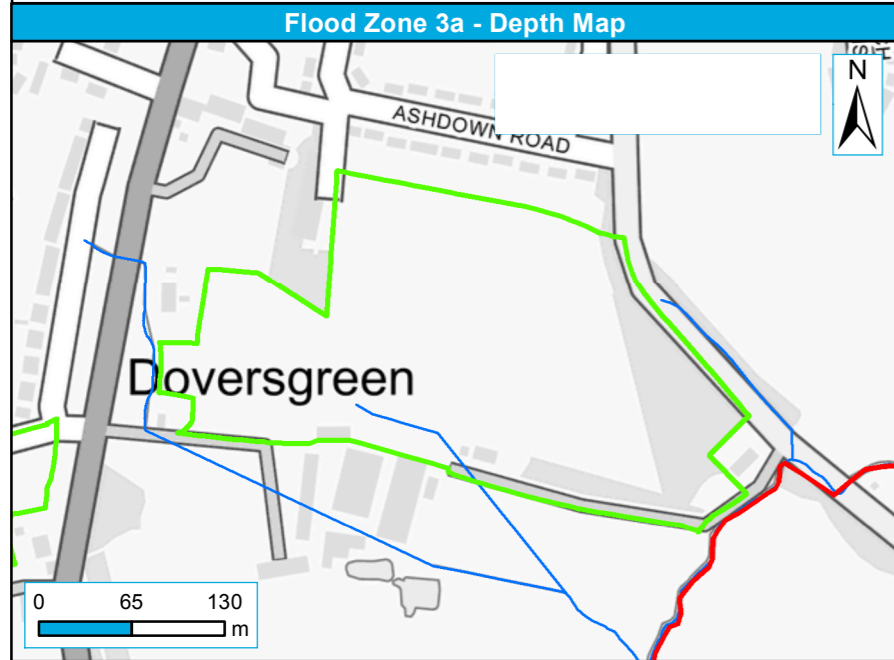 Flood Zone 3a - Depth Map
ASHDOWN ROAD
N
Doversgreen
0 65 130
m